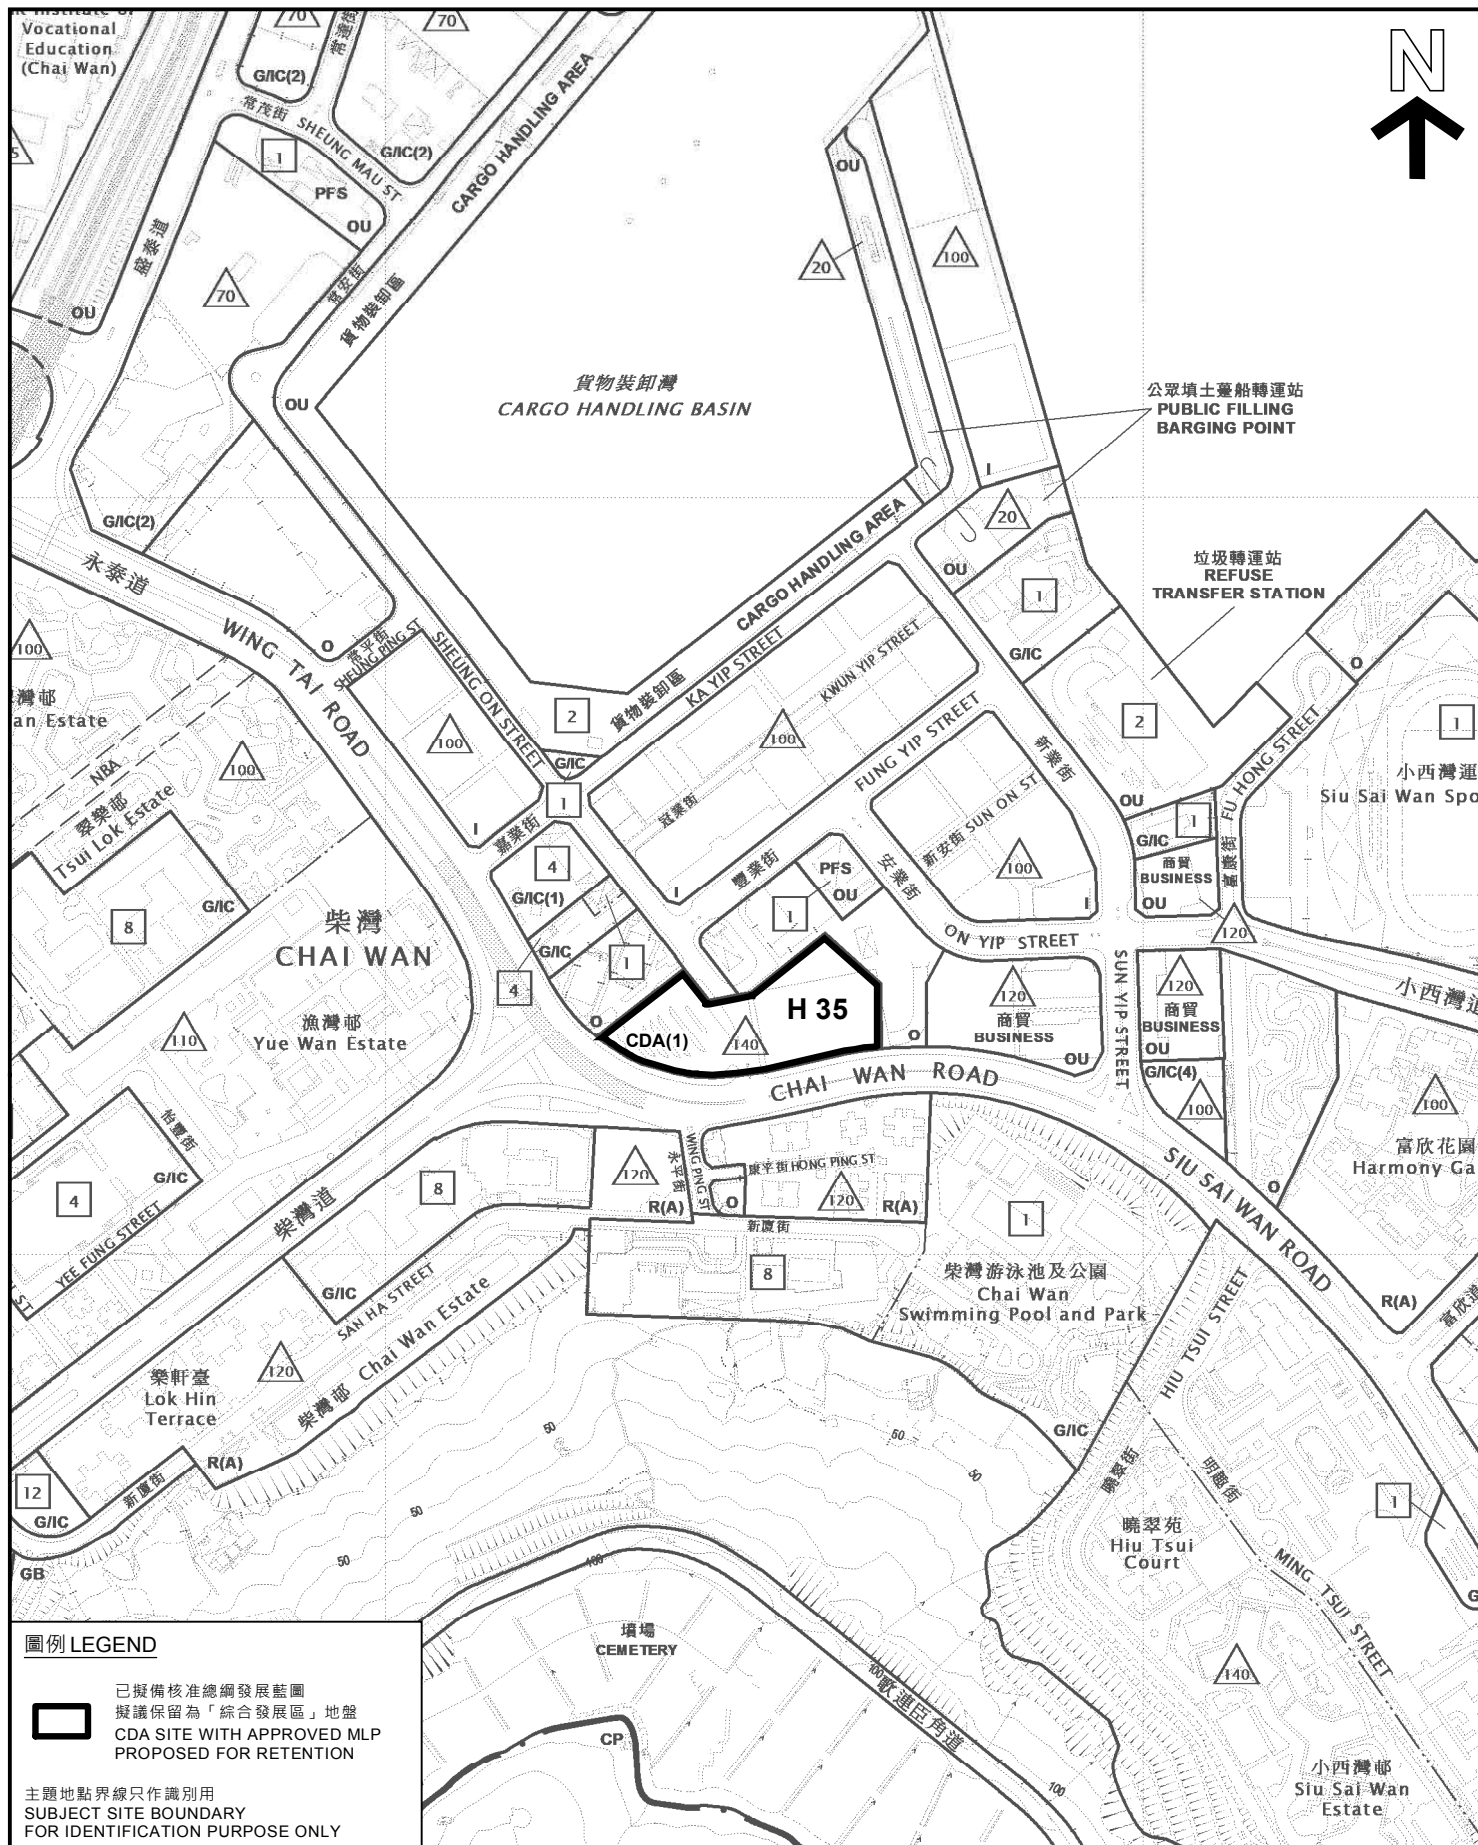 Vocational
Education
(Chai Wan)
70
70
常達街
G/IC(2)
常茂街 SHEUNG MAU ST
G/IC(2)
1
PFS
OU
盛泰道
70
常安街
CARGO HANDLING AREA
貨物裝卸區
OU
OU
N
OU
20
100
貨物裝卸灣
CARGO HANDLING BASIN
公眾填土躉船轉運站
PUBLIC FILLING
BARGING POINT
I
20
OU
CARGO HANDLING AREA
貨物裝卸區
G/IC(2)
永泰道
WING TAI ROAD
O
常平街
SHEUNG PING ST
SHEUNG ON STREET
100
I
100
灣邨
an Estate
NBA
100
翠樂邨
Tsui Lok Estate
8
G/IC
柴灣
CHAI WAN
漁灣邨
Yue Wan Estate
110
2
G/IC
1
嘉業街
KA YIP STREET
KWUN YIP STREET
冠業街
100
FUNG YIP STREET
豐業街
I
新業街
1
G/IC
垃圾轉運站
REFUSE
TRANSFER STATION
2
OU
O
FU HONG STREET
富康街
1
小西灣運
Siu Sai Wan Spo
1
G/IC
商貿
BUSINESS
OU
120
新安街 SUN ON ST
100
I
安業街
ON YIP STREET
PFS
OU
1
4
G/IC(1)
G/IC
1
4
O
CDA(1)
140
H 35
O
120
商貿
BUSINESS
OU
SUN YIP STREET
120
商貿
BUSINESS
OU
G/IC(4)
100
小西灣道
CHAI WAN ROAD
SIU SAI WAN ROAD
O
100
富欣花園
Harmony Ga
怡豐街
G/IC
4
YEE FUNG STREET
柴灣道
8
G/IC
SAN HA STREET
120
R(A)
WING PING ST
永平街
O
康平街 HONG PING ST
120
R(A)
新廈街
8
1
柴灣游泳池及公園
Chai Wan
Swimming Pool and Park
HIU TSUI STREET
曉翠街
R(A)
富欣道
樂軒臺
Lok Hin
Terrace
120
柴灣邨 Chai Wan Estate
R(A)
新廈街
12
G/IC
GB
50
50
50
50
50
G/IC
明翠街
MING TSUI STREET
曉翠苑
Hiu Tsui
Court
1
140
小西灣邨
Siu Sai Wan
Estate
墳場
CEMETERY
100
100
100
歌連臣角道
CP
圖例 LEGEND
已擬備核准總綱發展藍圖
擬議保留為「綜合發展區」地盤
CDA SITE WITH APPROVED MLP
PROPOSED FOR RETENTION
主題地點界線只作識別用
SUBJECT SITE BOUNDARY
FOR IDENTIFICATION PURPOSE ONLY